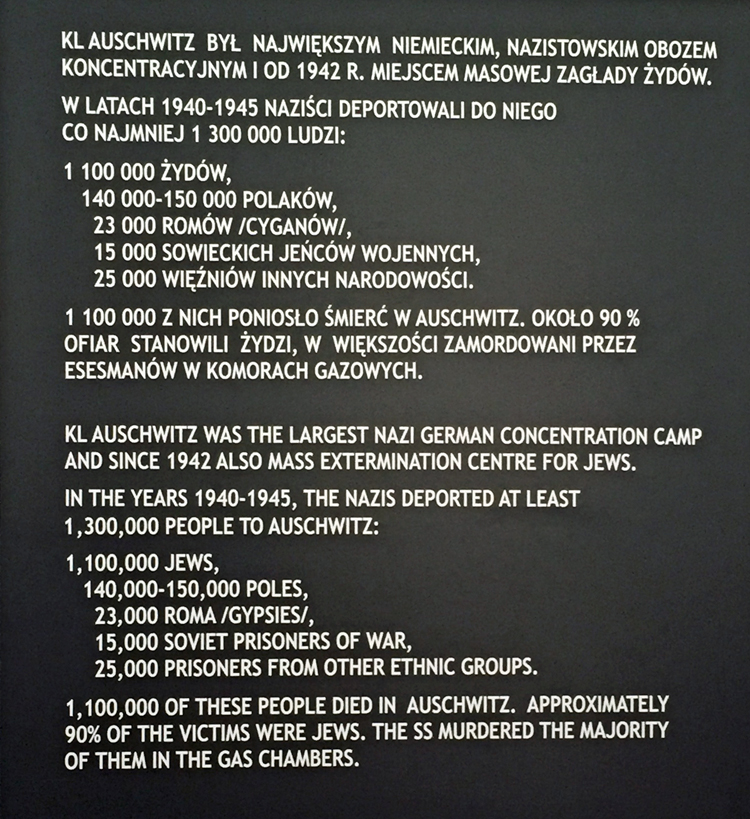 KL AUSCHWITZ BYŁ NAJWIĘKSZYM NIEMIECKIM, NAZISTOWSKIM OBOZEM
KONCENTRACYJNYM I OD 1942 R. MIEJSCEM MASOWEJ ZAGŁADY ŻYDÓW.
W LATACH 1940-1945 NAZIŚCI DEPORTOWALI DO NIEGO
CO NAJMNIEJ 1 300 000 LUDZI:
1 100 000 ŻYDÓW,
140 000-150 000 POLAKÓW,
23 000 ROMÓW /CYGANÓW/,
15 000 SOWIECKICH JEŃCÓW WOJENNYCH,
25 000 WIĘŹNIÓW INNYCH NARODOWOŚCI.
1 100 000 Z NICH PONIOSŁO ŚMIERĆ W AUSCHWITZ. OKOŁO 90 %
OFIAR STANOWILI ŻYDZI, W WIĘKSZOŚCI ZAMORDOWANI PRZEZ
ESESMANÓW W KOMORACH GAZOWYCH.
KL AUSCHWITZ WAS THE LARGEST NAZI GERMAN CONCENTRATION CAMP
AND SINCE 1942 ALSO MASS EXTERMINATION CENTRE FOR JEWS.
IN THE YEARS 1940-1945, THE NAZIS DEPORTED AT LEAST
1,300,000 PEOPLE TO AUSCHWITZ:
1,100,000 JEWS,
140,000-150,000 POLES,
23,000 ROMA /GYPSIES/,
15,000 SOVIET PRISONERS OF WAR,
25,000 PRISONERS FROM OTHER ETHNIC GROUPS.
1,100,000 OF THESE PEOPLE DIED IN AUSCHWITZ. APPROXIMATELY
90% OF THE VICTIMS WERE JEWS. THE SS MURDERED THE MAJORITY
OF THEM IN THE GAS CHAMBERS.